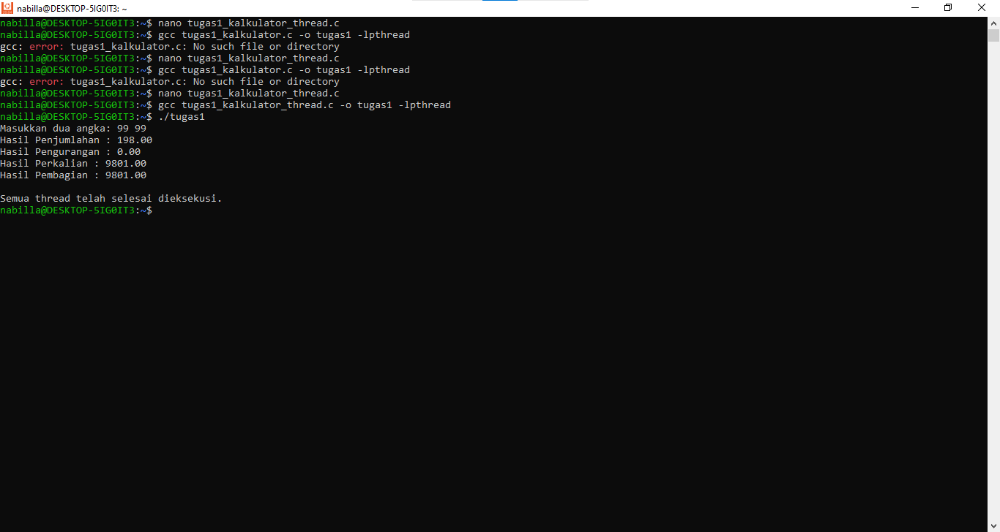 nabilla@DESKTOP-5IG0IT3: ~
nabilla@DESKTOP-5IG0IT3:~$ nano tugas1_kalkulator_thread.c
nabilla@DESKTOP-5IG0IT3:~$ gcc tugas1_kalkulator.c -o tugas1 -lpthread
gcc: error: tugas1_kalkulator.c: No such file or directory
nabilla@DESKTOP-5IG0IT3:~$ nano tugas1_kalkulator_thread.c
nabilla@DESKTOP-5IG0IT3:~$ gcc tugas1_kalkulator.c -o tugas1 -lpthread
gcc: error: tugas1_kalkulator.c: No such file or directory
nabilla@DESKTOP-5IG0IT3:~$ nano tugas1_kalkulator_thread.c
nabilla@DESKTOP-5IG0IT3:~$ gcc tugas1_kalkulator_thread.c -o tugas1 -lpthread
nabilla@DESKTOP-5IG0IT3:~$ ./tugas1
Masukkan dua angka: 99 99
Hasil Penjumlahan : 198.00
Hasil Pengurangan : 0.00
Hasil Perkalian : 9801.00
Hasil Pembagian : 9801.00
Semua thread telah selesai dieksekusi.
nabilla@DESKTOP-5IG0IT3:~$